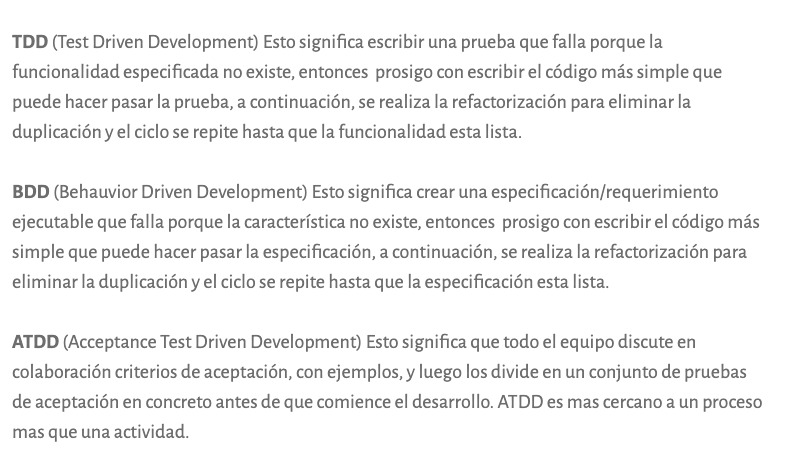 TDD (Test Driven Development) Esto significa escribir una prueba que falla porque la
funcionalidad especificada no existe, entonces  prosigo con escribir el código más simple que
puede hacer pasar la prueba, a continuación, se realiza la refactorización para eliminar la
duplicación y el ciclo se repite hasta que la funcionalidad esta lista.
BDD (Behauvior Driven Development) Esto significa crear una especificación/requerimiento
ejecutable que falla porque la característica no existe, entonces  prosigo con escribir el código más
simple que puede hacer pasar la especificación, a continuación, se realiza la refactorización para
eliminar la duplicación y el ciclo se repite hasta que la especificación esta lista.
ATDD (Acceptance Test Driven Development) Esto significa que todo el equipo discute en
colaboración criterios de aceptación, con ejemplos, y luego los divide en un conjunto de pruebas
de aceptación en concreto antes de que comience el desarrollo. ATDD es mas cercano a un proceso
mas que una actividad.